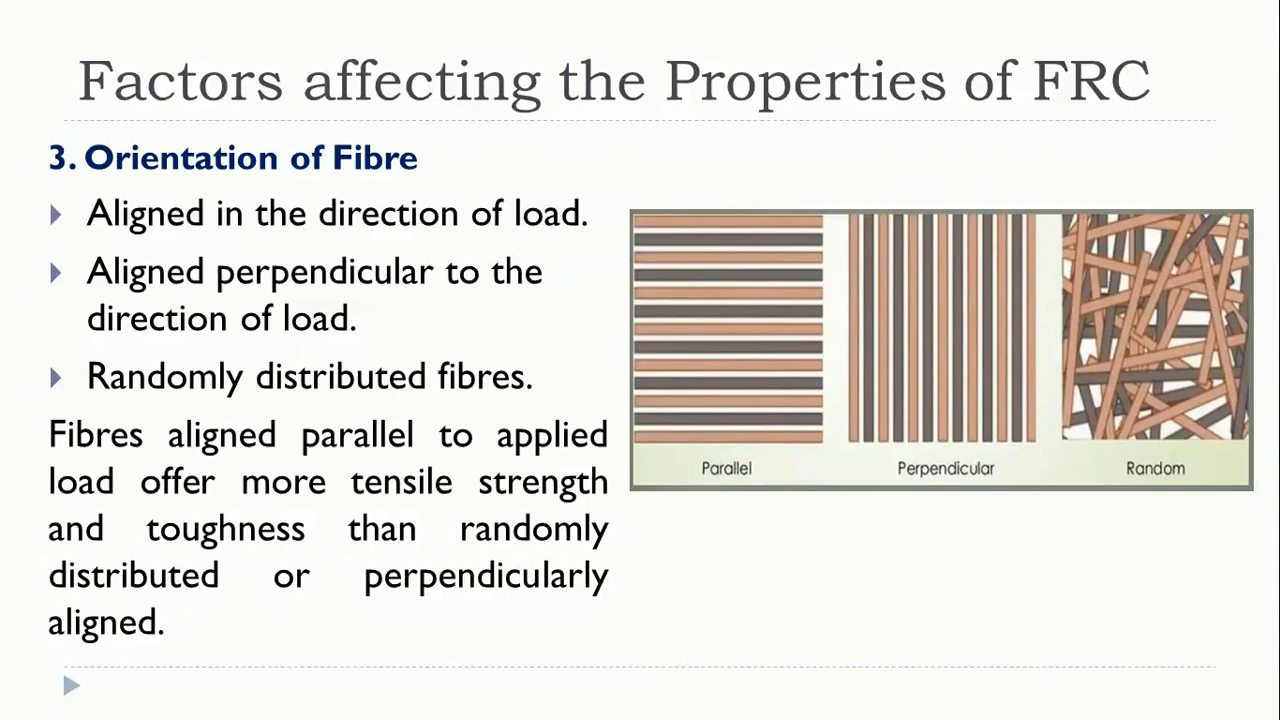 Factors affecting the Properties of FRC
3. Orientation of Fibre
Aligned in the direction of load.
Aligned perpendicular to the
direction of load.
Randomly distributed fibres.
Fibres aligned parallel to applied
load offer more tensile strength
and toughness than randomly
distributed or perpendicularly
aligned.
Parallel
Perpendicular
Random